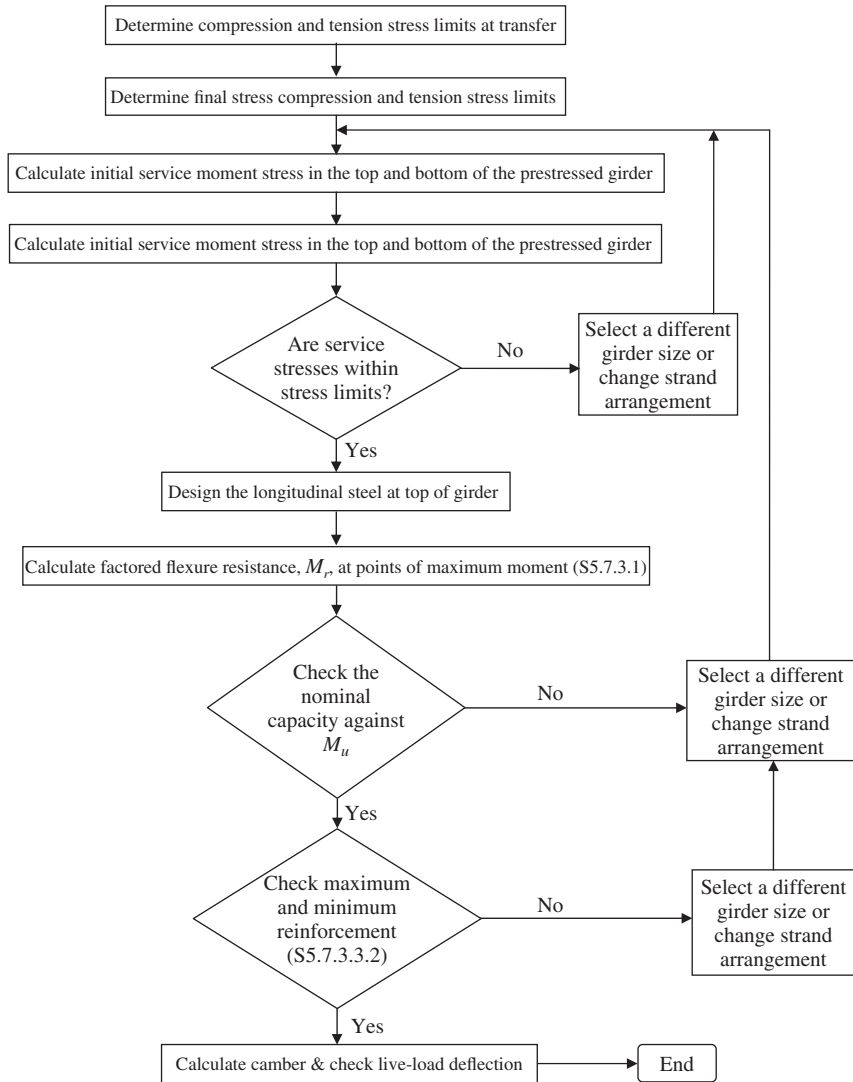 Determine compression and tension stress limits at transfer
Determine final stress compression and tension stress limits
Calculate initial service moment stress in the top and bottom of the prestressed girder
Calculate initial service moment stress in the top and bottom of the prestressed girder
Are service
stresses within
stress limits?
No
Select a different
girder size or
change strand
arrangement
Yes
Design the longitudinal steel at top of girder
Calculate factored flexure resistance, M_r, at points of maximum moment (S5.7.3.1)
Check the
nominal
capacity against
M_u
No
Select a different
girder size or
change strand
arrangement
Yes
Check maximum
and minimum
reinforcement
(S5.7.3.3.2)
No
Select a different
girder size or
change strand
arrangement
Yes
Calculate camber & check live-load deflection
End